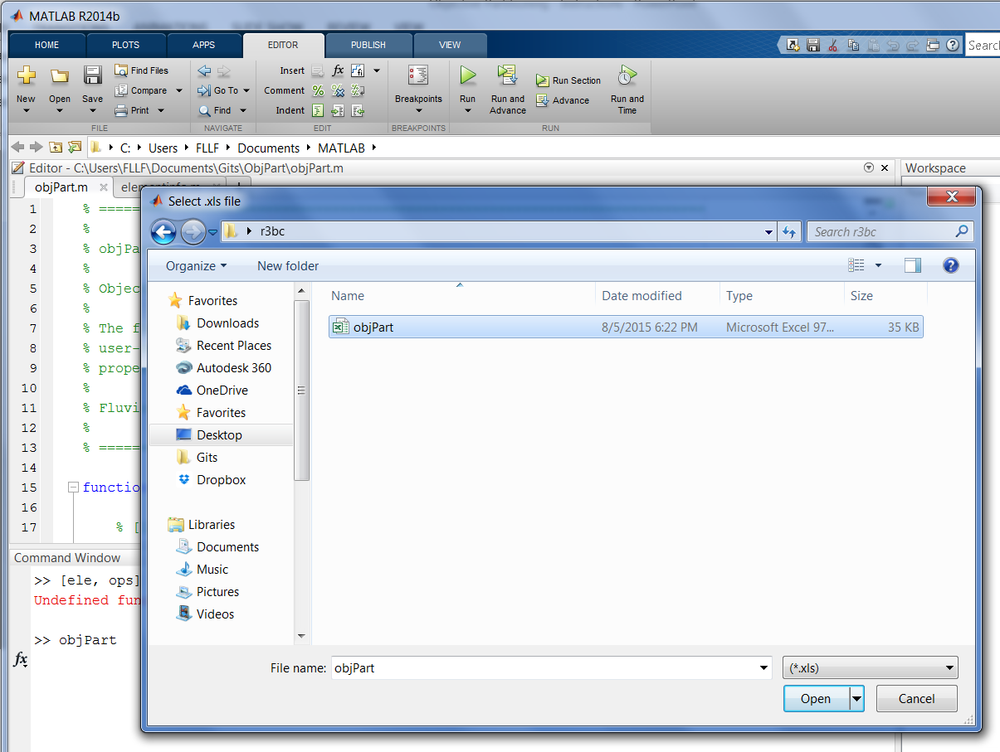 MATLAB R2014b
HOME PLOTS APPS EDITOR PUBLISH VIEW
Search
New Open Save
Find Files
Compare
Print
FILE
Go To
Find
NAVIGATE
Insert fx
Comment
Indent
EDIT
Breakpoints
BREAKPOINTS
Run
Run and Advance
Run Section
Advance
Run and Time
RUN
C: Users FLLF Documents MATLAB
Editor - C:\Users\FLLF\Documents\Gits\ObjPart\objPart.m
Workspace
objPart.m
1 % =====
2 %
3 % objPa
4 %
5 % Objec
6 %
7 % The f
8 % user-
9 % prope
10 %
11 % Fluvi
12 %
13 % =====
14
15 functio
16
17 % [
Command Window
>> [ele, ops]
Undefined fun
>> objPart
fx
Select .xls file
r3bc
Search r3bc
Organize New folder
Favorites
Downloads
Recent Places
Autodesk 360
OneDrive
Favorites
Desktop
Gits
Dropbox
Libraries
Documents
Music
Pictures
Videos
Name Date modified Type Size
objPart 8/5/2015 6:22 PM Microsoft Excel 97... 35 KB
File name: objPart
(*.xls)
Open Cancel